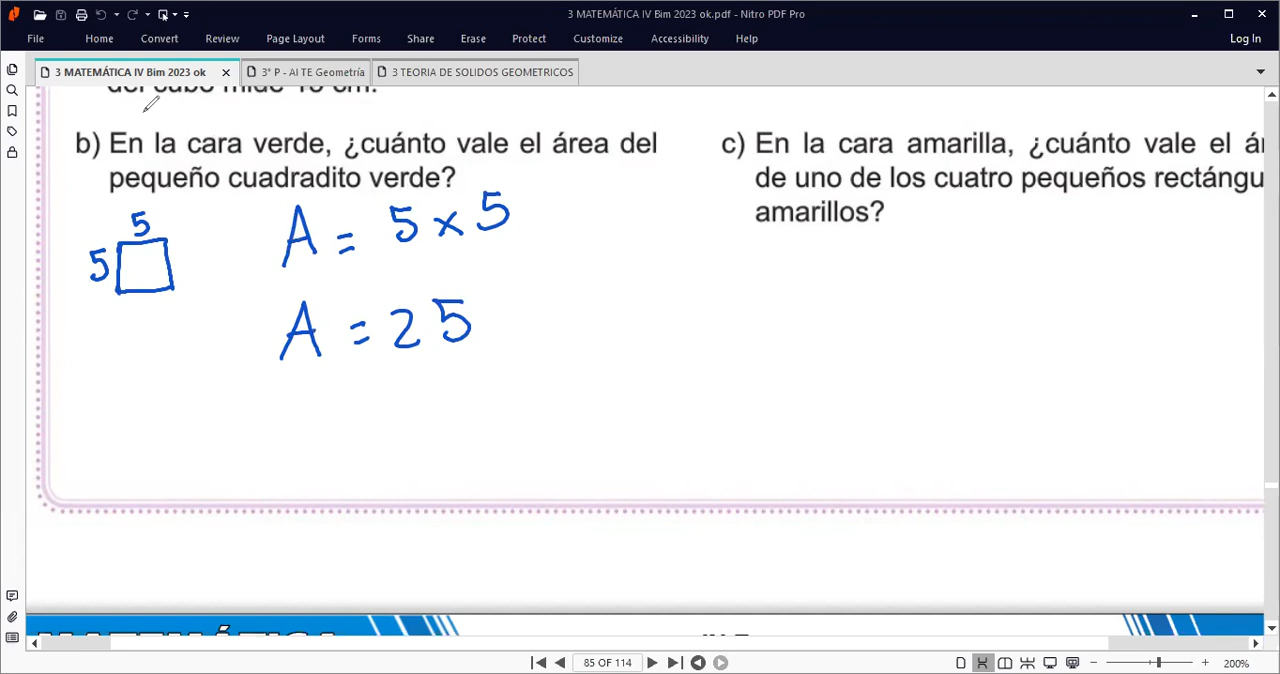 3 MATEMÁTICA IV Bim 2023 ok.pdf - Nitro PDF Pro
File Home Convert Review Page Layout Forms Share Erase Protect Customize Accessibility Help Log In
3 MATEMÁTICA IV Bim 2023 ok 3° P - AI TE Geometría 3 TEORIA DE SOLIDOS GEOMETRICOS
b) En la cara verde, ¿cuánto vale el área del
pequeño cuadradito verde?
5
5
A = 5 x 5
A = 25
c) En la cara amarilla, ¿cuánto vale el ár
de uno de los cuatro pequeños rectángu
amarillos?
MATEMÁTICA
85 OF 114
200%